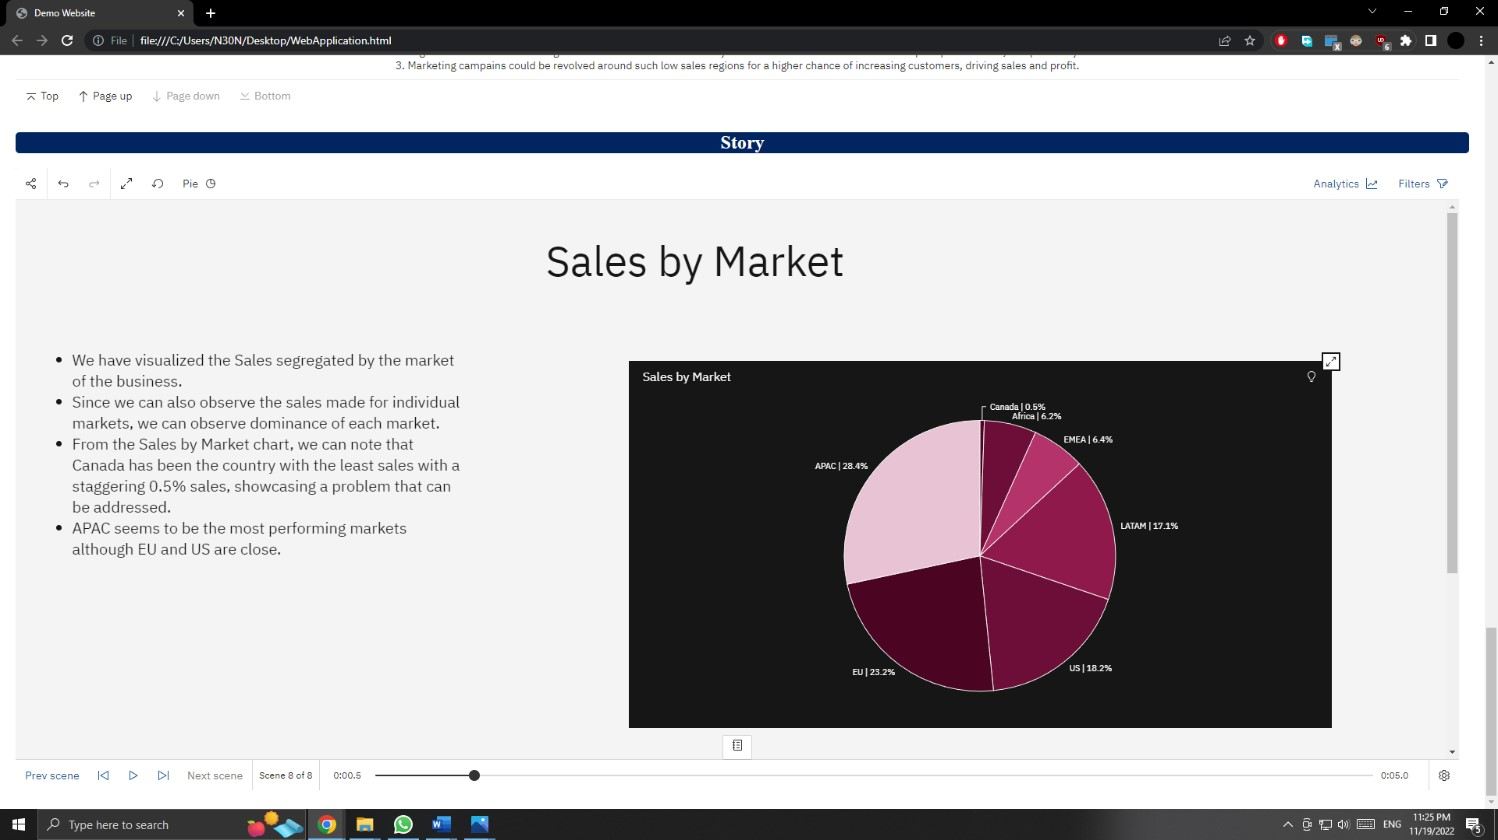 Demo Website
File
file:///C:/Users/N30N/Desktop/WebApplication.html
3. Marketing campains could be revolved around such low sales regions for a higher chance of increasing customers, driving sales and profit.
Top Page up Page down Bottom
Story
Pie
Analytics Filters
Sales by Market
• We have visualized the Sales segregated by the market
of the business.
• Since we can also observe the sales made for individual
markets, we can observe dominance of each market.
• From the Sales by Market chart, we can note that
Canada has been the country with the least sales with a
staggering 0.5% sales, showcasing a problem that can
be addressed.
• APAC seems to be the most performing markets
although EU and US are close.
Sales by Market
Canada | 0.5%
Africa | 6.2%
EMEA | 6.4%
APAC | 28.4%
LATAM | 17.1%
US | 18.2%
EU | 23.2%
Prev scene Next scene Scene 8 of 8 0:00.5 0:05.0
Type here to search
ENG
11:25 PM
11/19/2022
5